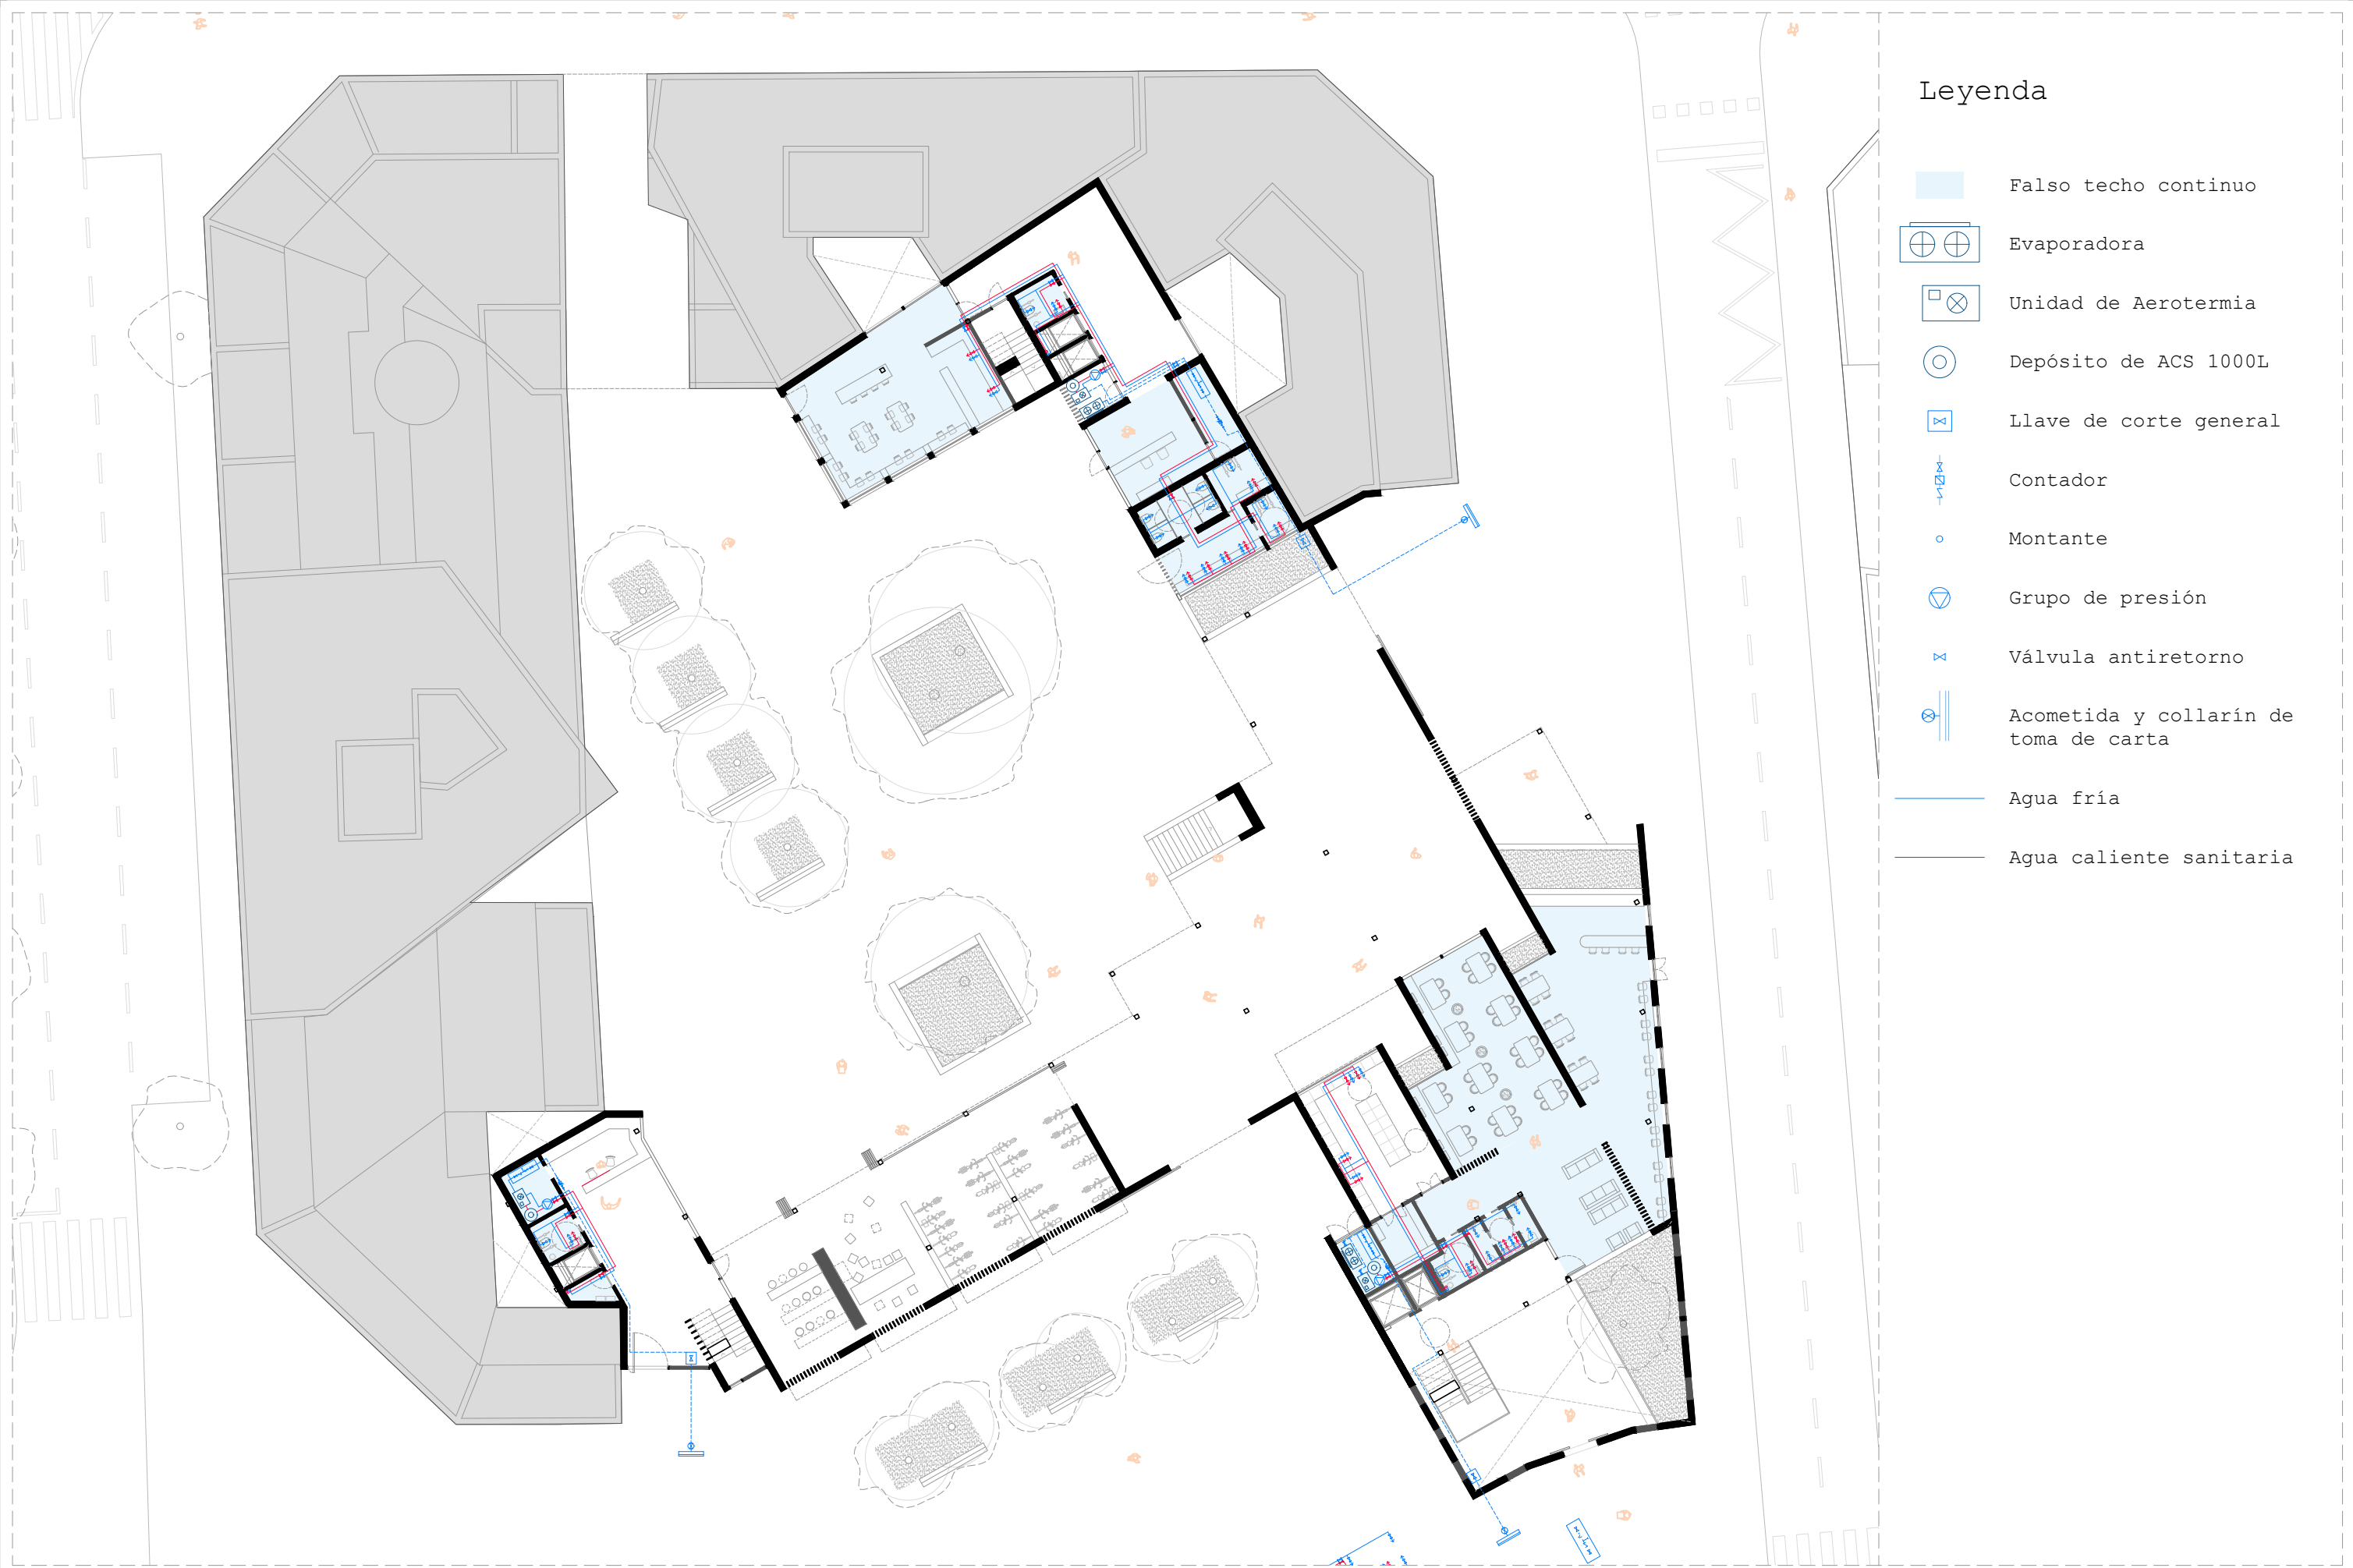 Leyenda
Falso techo continuo
Evaporadora
Unidad de Aerotermia
Depósito de ACS 1000L
Llave de corte general
Contador
Montante
Grupo de presión
Válvula antiretorno
Acometida y collarín de
toma de carta
Agua fría
Agua caliente sanitaria